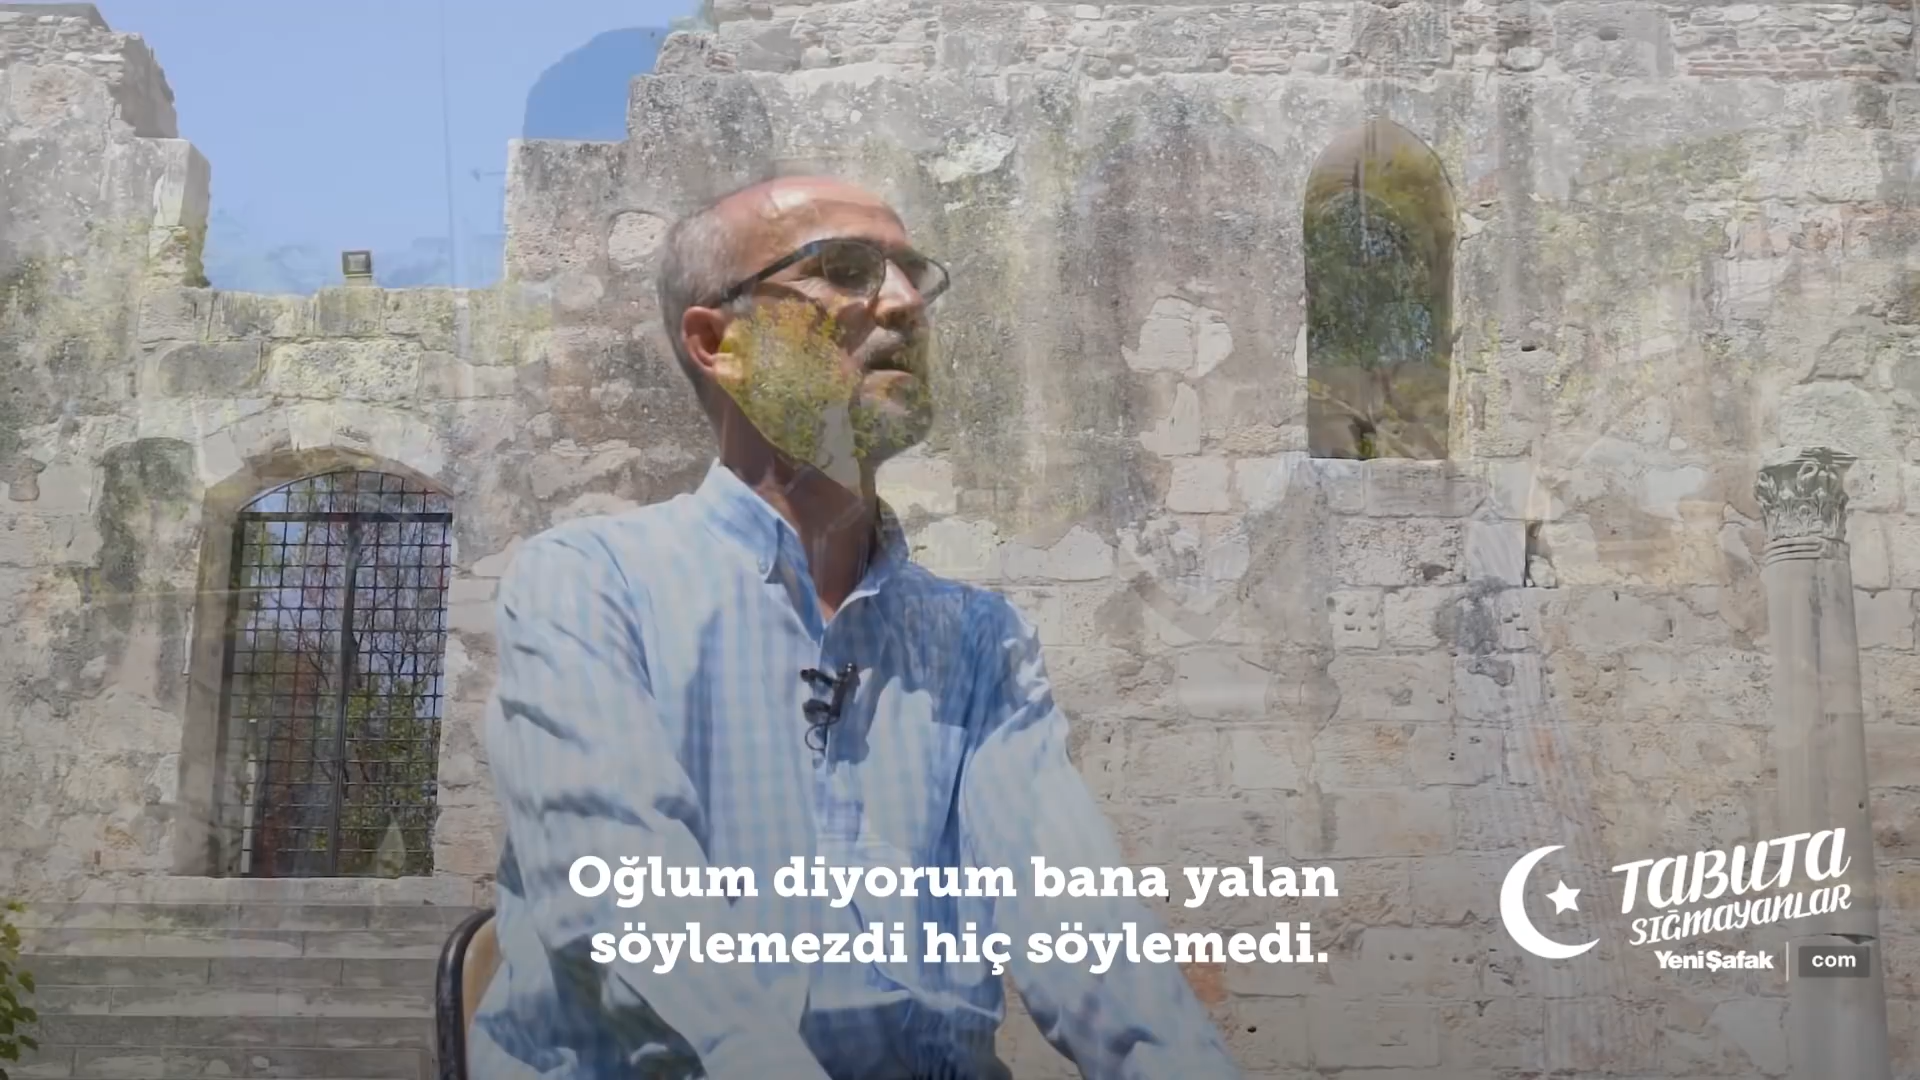 Oğlum diyorum bana yalan
söylemezdi hiç söylemedi.
TABUTA
SIĞMAYANLAR
YeniŞafak | com